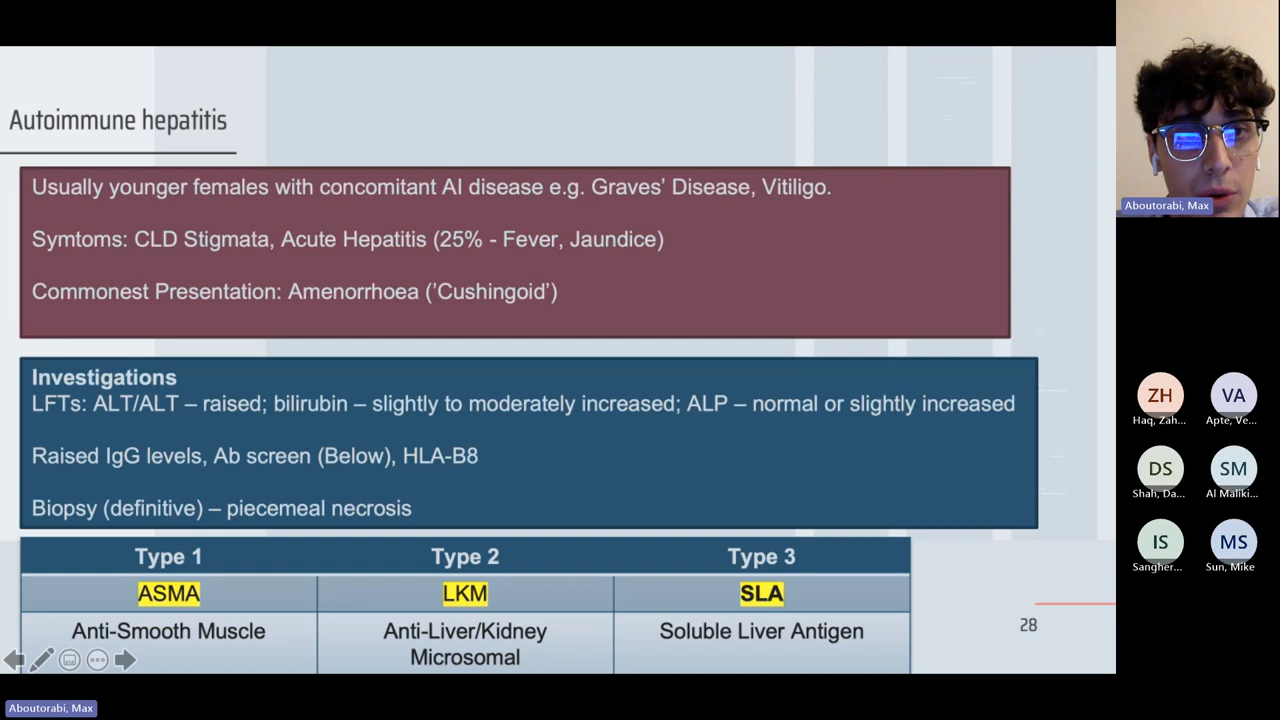 Autoimmune hepatitis
Usually younger females with concomitant AI disease e.g. Graves’ Disease, Vitiligo.
Symtoms: CLD Stigmata, Acute Hepatitis (25% - Fever, Jaundice)
Commonest Presentation: Amenorrhoea (’Cushingoid’)
Investigations
LFTs: ALT/ALT – raised; bilirubin – slightly to moderately increased; ALP – normal or slightly increased
Raised IgG levels, Ab screen (Below), HLA-B8
Biopsy (definitive) – piecemeal necrosis
Type 1 Type 2 Type 3
ASMA LKM SLA
Anti-Smooth Muscle Anti-Liver/Kidney Soluble Liver Antigen
Microsomal
28
Aboutorabi, Max
ZH VA
Haq, Zah... Apte, Ve...
DS SM
Shah, Da... Al Maliki...
IS MS
Sangher... Sun, Mike
Aboutorabi, Max